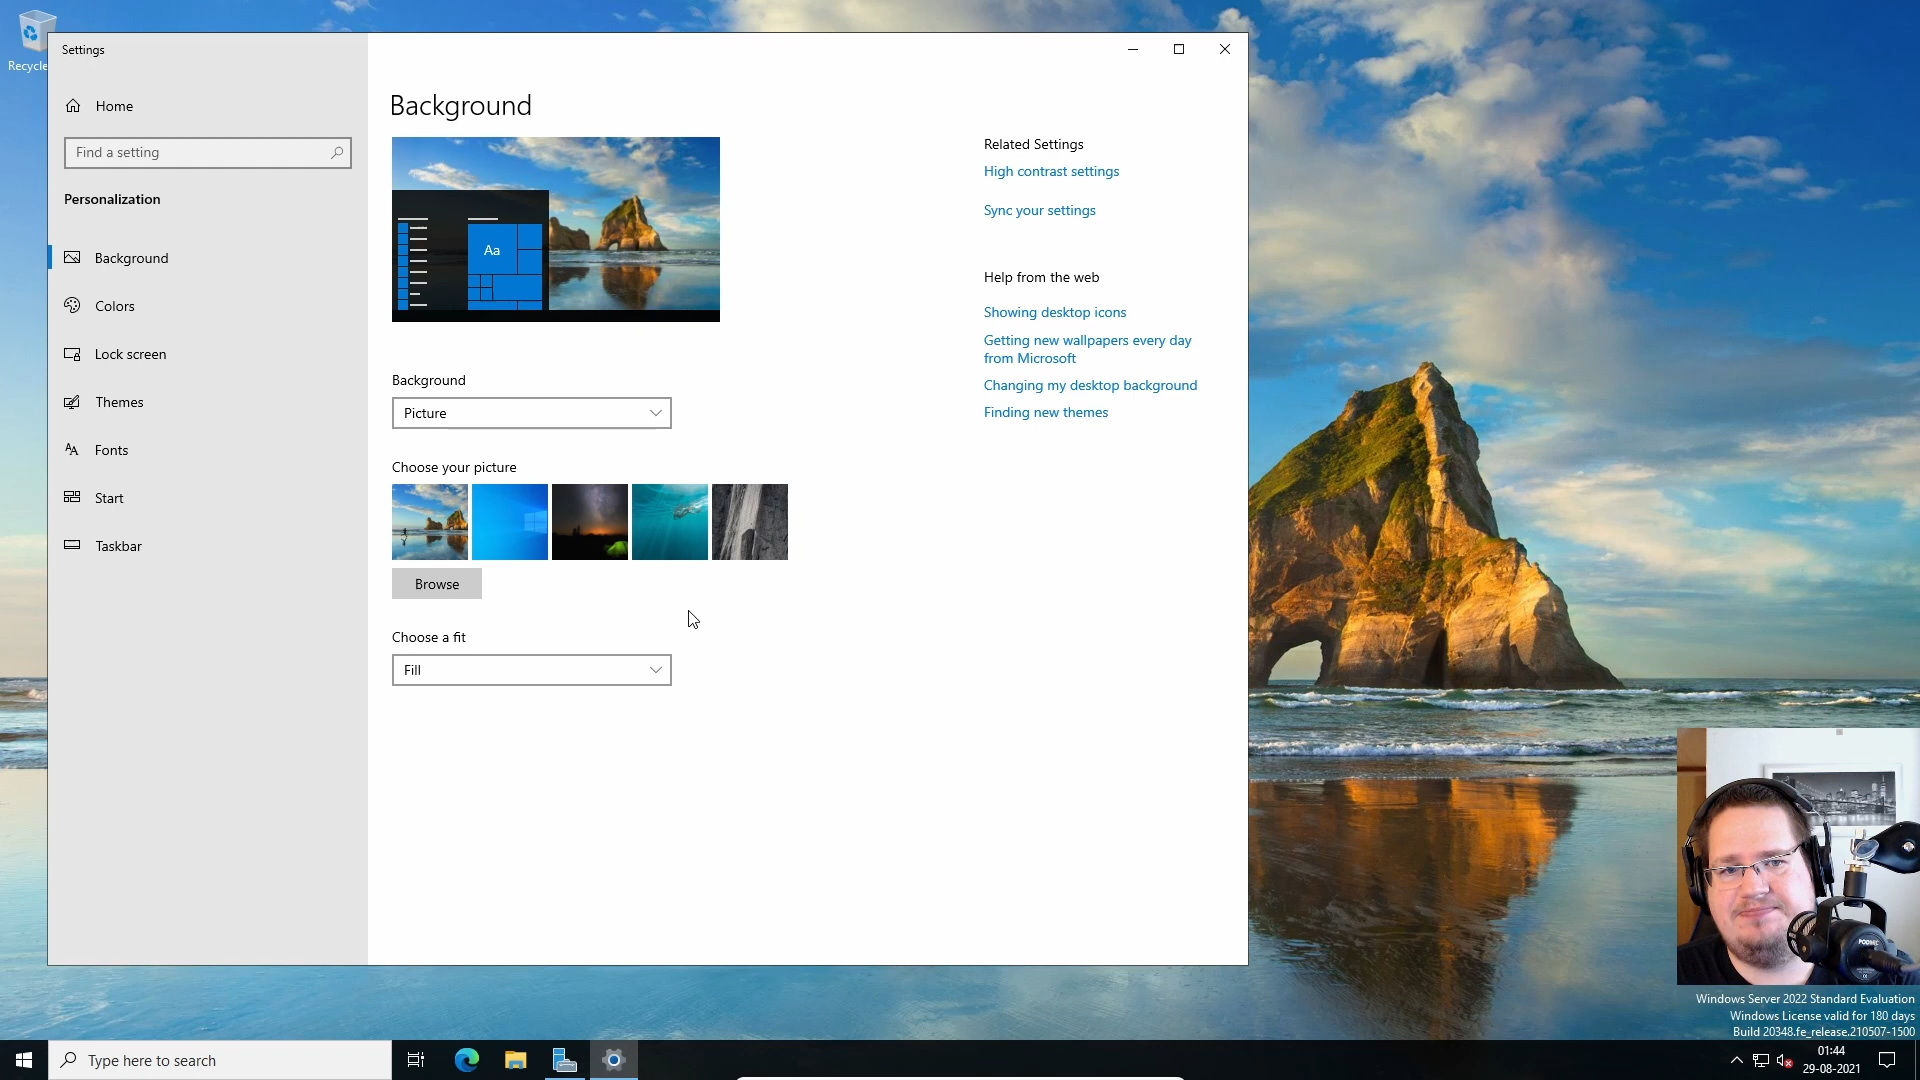 Recycle
Settings
Home
Find a setting
Personalization
Background
Colors
Lock screen
Themes
Fonts
Start
Taskbar
Background
Aa
Background
Picture
Choose your picture
Browse
Choose a fit
Fill
Related Settings
High contrast settings
Sync your settings
Help from the web
Showing desktop icons
Getting new wallpapers every day
from Microsoft
Changing my desktop background
Finding new themes
PODMIC
Windows Server 2022 Standard Evaluation
Windows License valid for 180 days
Build 20348.fe_release.210507-1500
Type here to search
01:44
29-08-2021